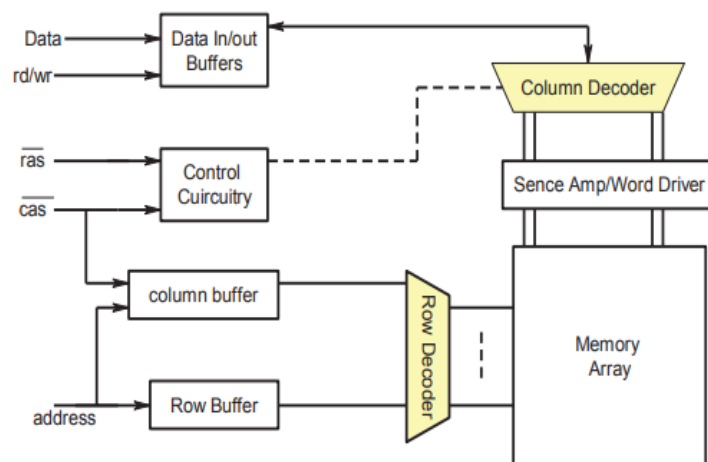 Data
rd/wr
Data In/out
Buffers
Column Decoder
ras
cas
Control
Cuircuitry
Sence Amp/Word Driver
column buffer
Row Decoder
Memory
Array
address
Row Buffer